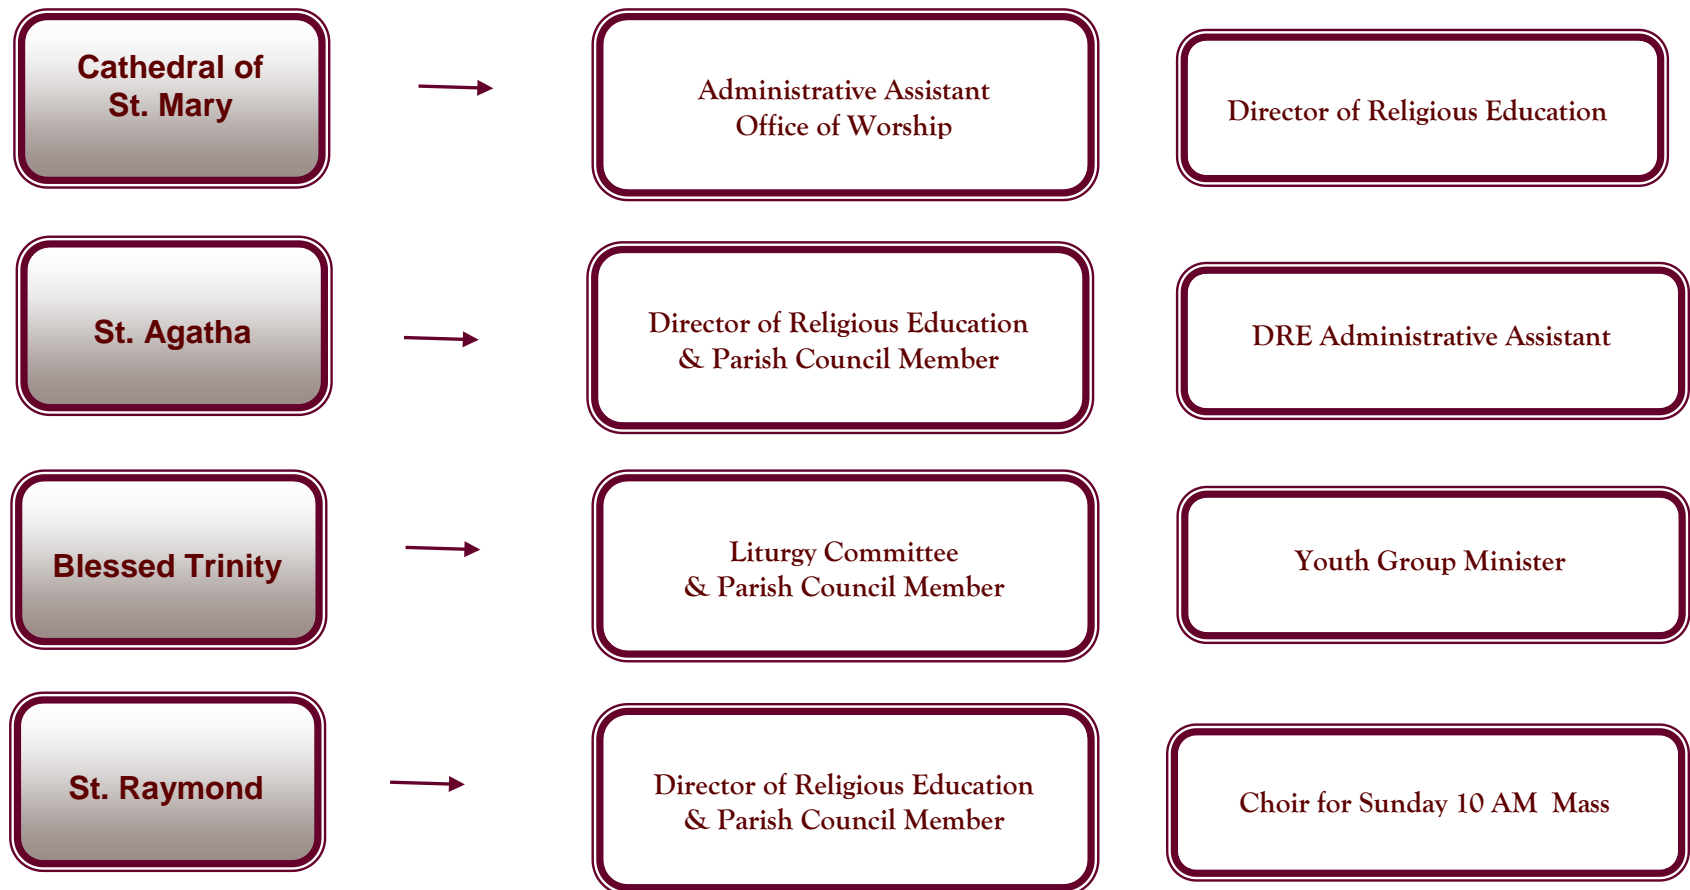 Cathedral of
St. Mary
Administrative Assistant
Office of Worship
Director of Religious Education
St. Agatha
Director of Religious Education
& Parish Council Member
DRE Administrative Assistant
Blessed Trinity
Liturgy Committee
& Parish Council Member
Youth Group Minister
St. Raymond
Director of Religious Education
& Parish Council Member
Choir for Sunday 10 AM  Mass